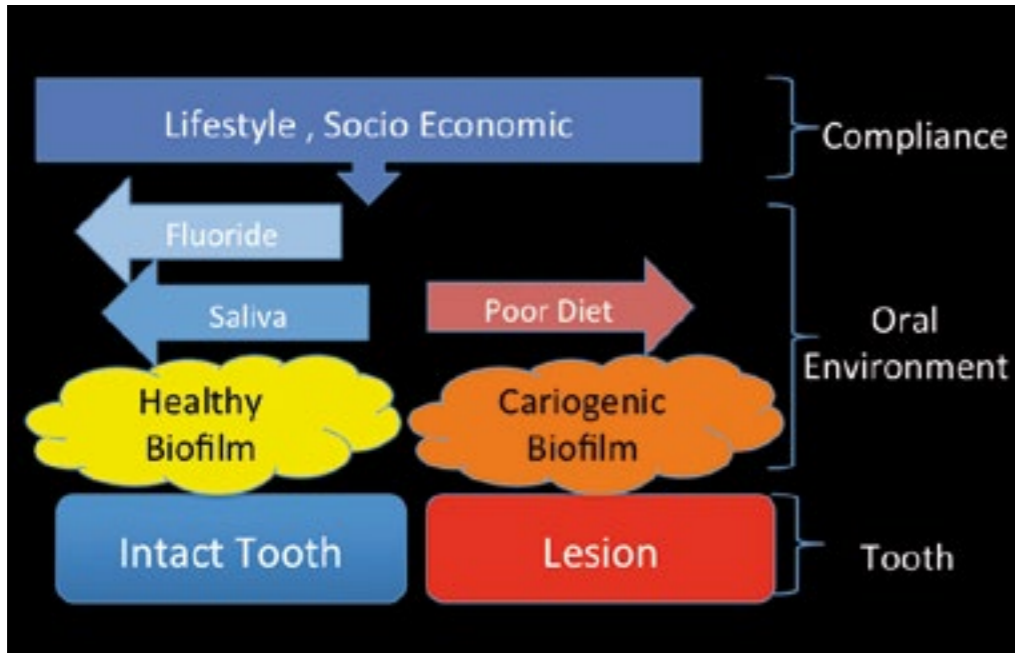 Lifestyle , Socio Economic
Compliance
Fluoride
Saliva
Poor Diet
Oral
Environment
Healthy
Biofilm
Cariogenic
Biofilm
Intact Tooth
Lesion
Tooth